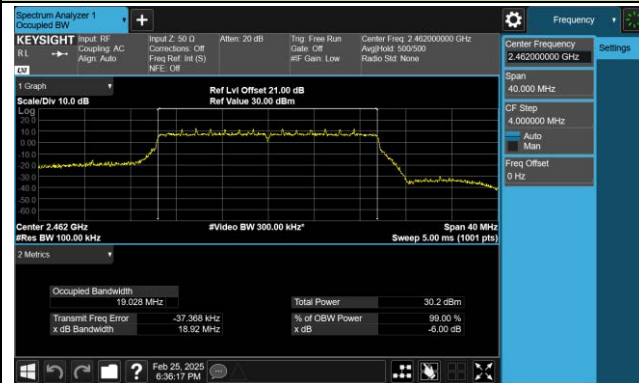 Spectrum Analyzer 1
Occupied BW
+
Frequency
KEYSIGHT
RL
LXI
Input: RF
Coupling: AC
Align: Auto
Input Z: 50 Ω
Corrections: Off
Freq Ref: Int (S)
NFE: Off
Atten: 20 dB
Trig: Free Run
Gate: Off
#IF Gain: Low
Center Freq: 2.462000000 GHz
Avg|Hold: 500/500
Radio Std: None
Center Frequency
2.462000000 GHz
Settings
Span
40.000 MHz
CF Step
4.000000 MHz
Auto
Man
Freq Offset
0 Hz
1 Graph
Scale/Div 10.0 dB
Ref Lvl Offset 21.00 dB
Ref Value 30.00 dBm
Log
20.0
10.0
0.00
-10.0
-20.0
-30.0
-40.0
-50.0
-60.0
Center 2.462 GHz
#Res BW 100.00 kHz
#Video BW 300.00 kHz*
Span 40 MHz
Sweep 5.00 ms (1001 pts)
2 Metrics
Occupied Bandwidth
19.028 MHz
Total Power 30.2 dBm
Transmit Freq Error -37.368 kHz
% of OBW Power 99.00 %
x dB Bandwidth 18.92 MHz
x dB -6.00 dB
?
Feb 25, 2025
6:36:17 PM